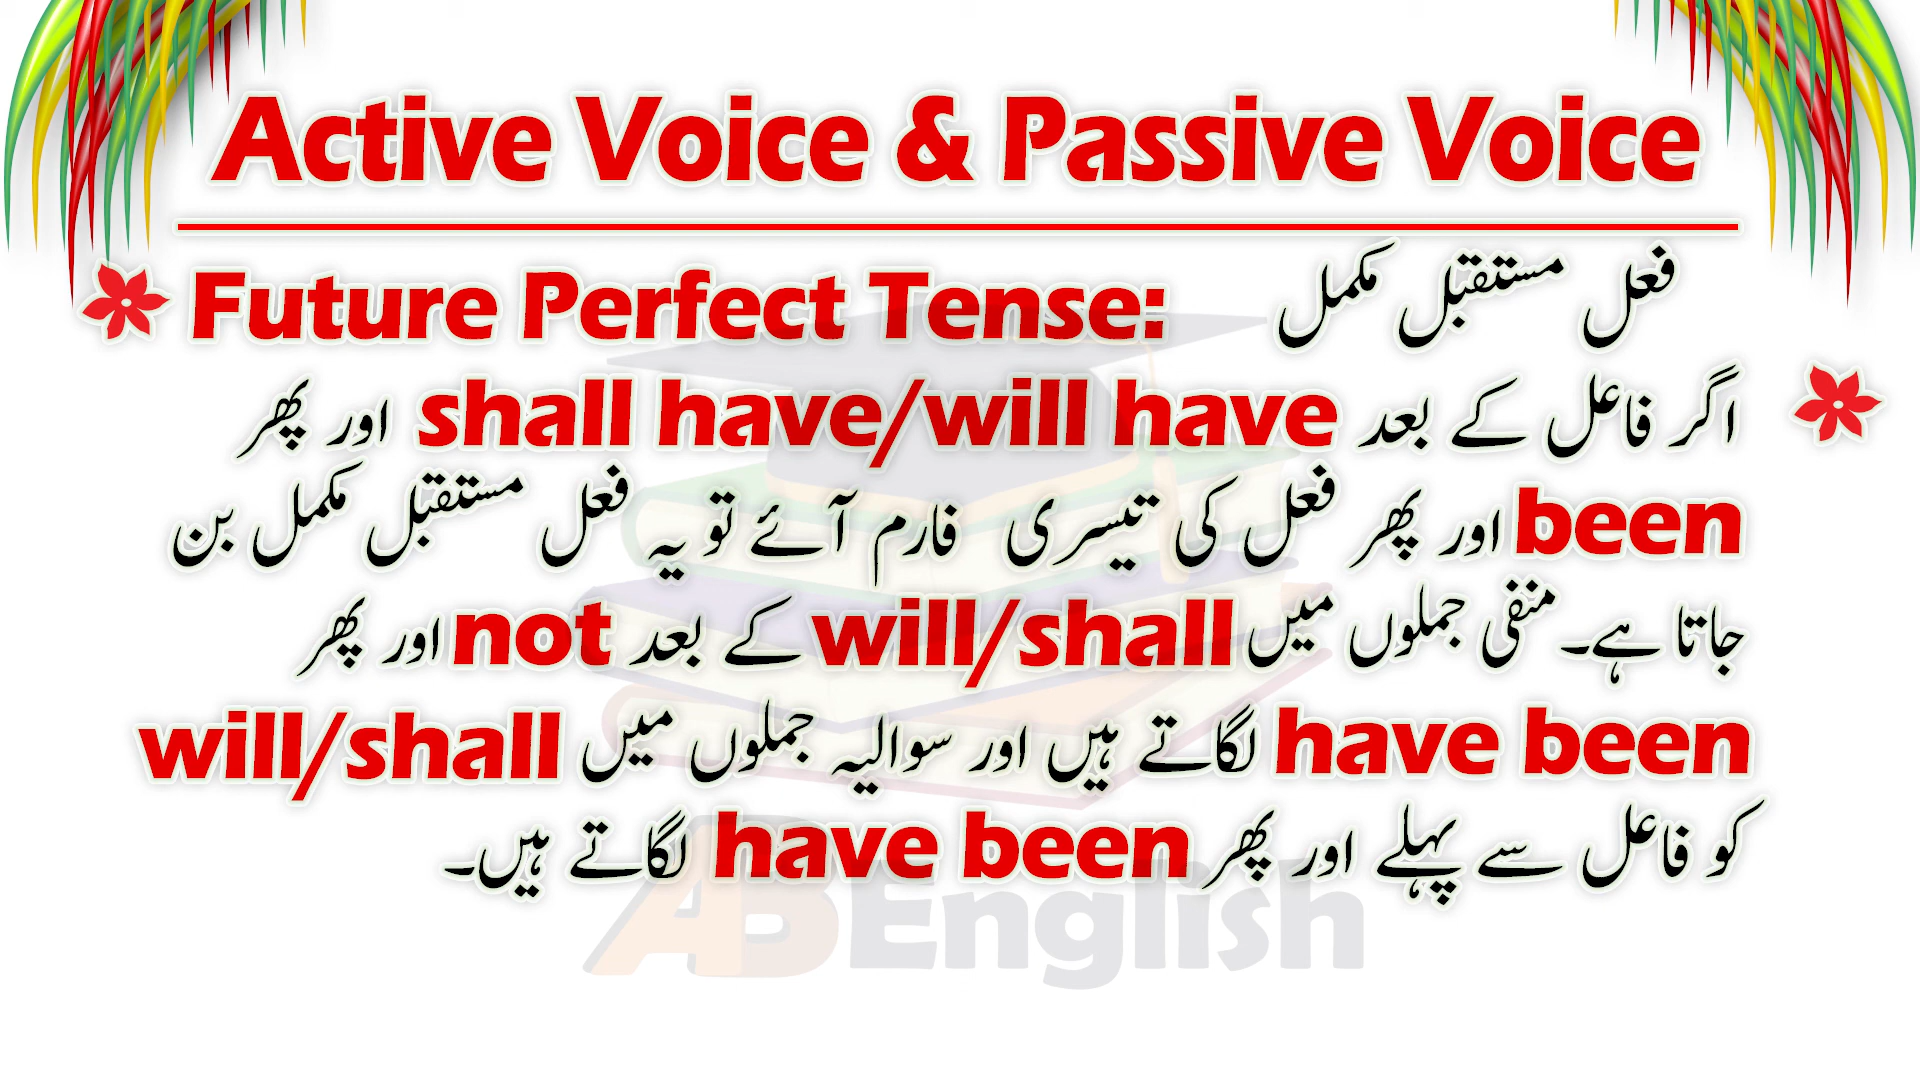 Active Voice & Passive Voice
Future Perfect Tense: فعل مستقبل مکمل
اگر فاعل کے بعد shall have/will have اور پھر
been اور پھر فعل کی تیسری فارم آئے تو یہ فعل مستقبل مکمل بن
جاتا ہے۔ منفی جملوں میں will/shall کے بعد not اور پھر
have been لگاتے ہیں اور سوالیہ جملوں میں will/shall
کو فاعل سے پہلے اور پھر have been لگاتے ہیں۔
AB English